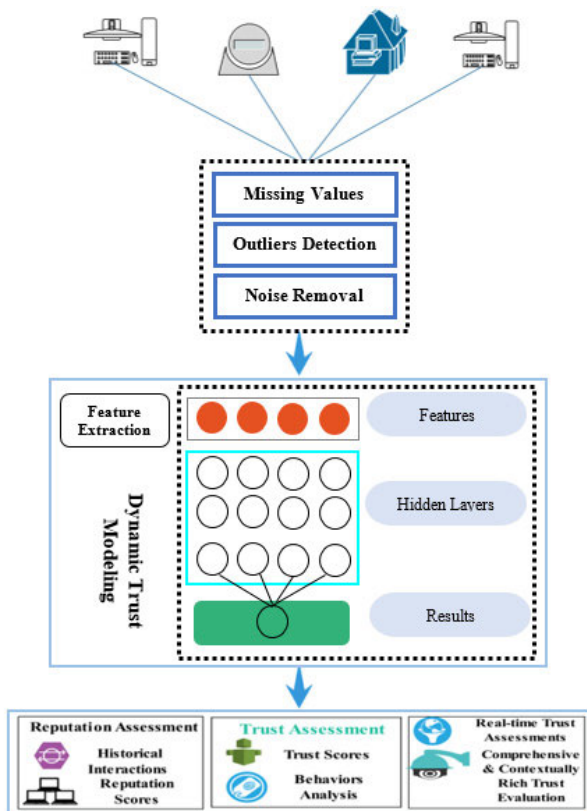 Missing Values
Outliers Detection
Noise Removal
Feature
Extraction
Features
Dynamic Trust
Modeling
Hidden Layers
Results
Reputation Assessment
Historical
Interactions
Reputation
Scores
Trust Assessment
Trust Scores
Behaviors
Analysis
Real-time Trust
Assessments
Comprehensive
& Contextually
Rich Trust
Evaluation